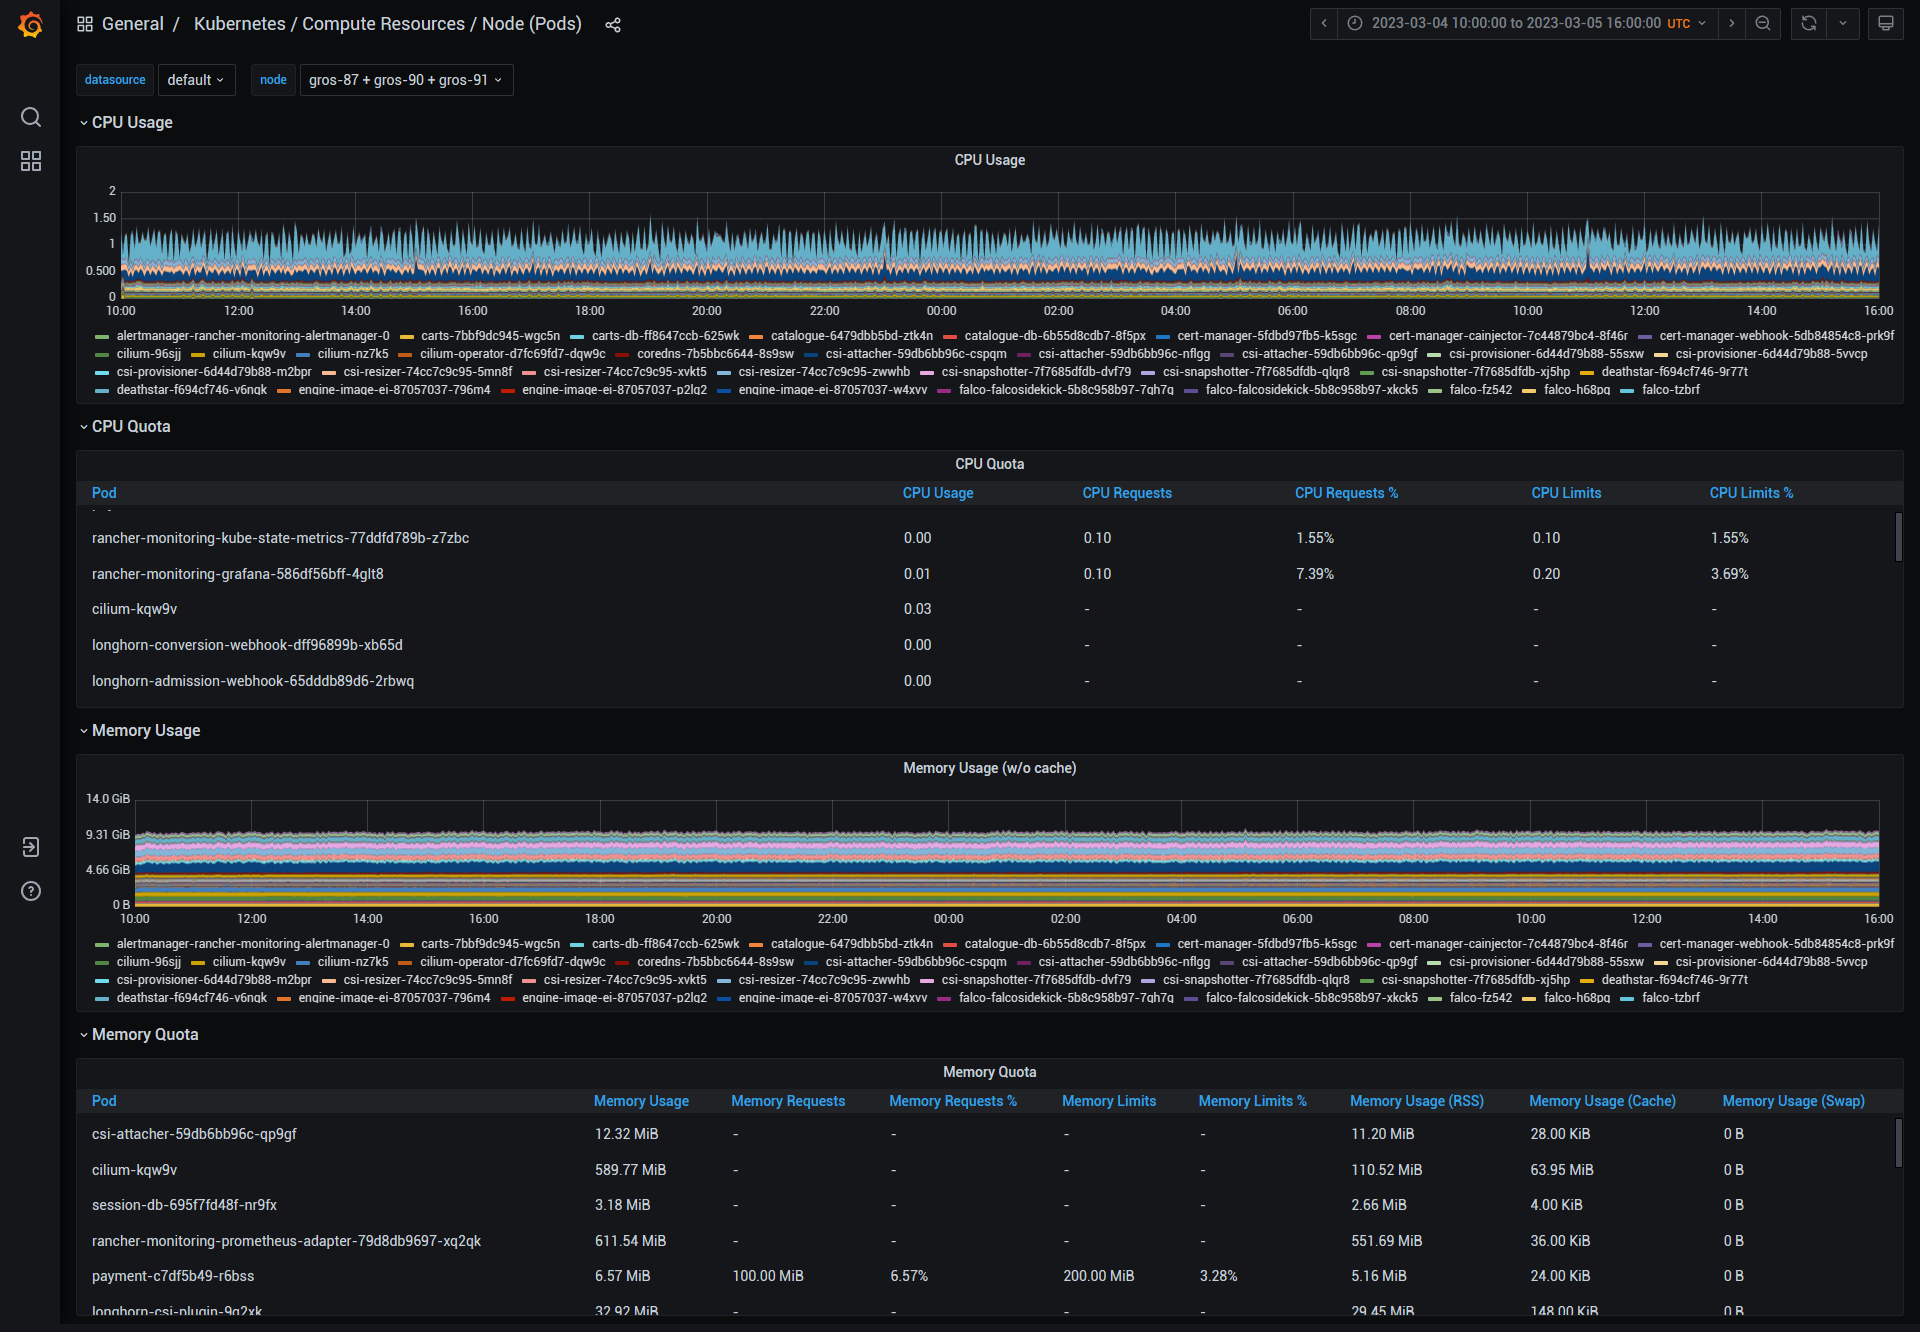 General / Kubernetes / Compute Resources / Node (Pods) 2023-03-04 10:00:00 to 2023-03-05 16:00:00 UTC
datasource default node gros-87 + gros-90 + gros-91
CPU Usage
CPU Usage
2
1.50
1
0.500
0
10:00 12:00 14:00 16:00 18:00 20:00 22:00 00:00 02:00 04:00 06:00 08:00 10:00 12:00 14:00 16:00
alertmanager-rancher-monitoring-alertmanager-0 carts-7bbf9dc945-wgc5n carts-db-ff8647ccb-625wk catalogue-6479dbb5bd-ztk4n catalogue-db-6b55d8cdb7-8f5px cert-manager-5fdbd97fb5-k5sgc cert-manager-cainjector-7c44879bc4-8f46r cert-manager-webhook-5db84854c8-prk9f
cilium-96sjj cilium-kqw9v cilium-nz7k5 cilium-operator-d7fc69fd7-dqw9c coredns-7b5bbc6644-8s9sw csi-attacher-59db6bb96c-cspqm csi-attacher-59db6bb96c-nflgg csi-attacher-59db6bb96c-qp9gf csi-provisioner-6d44d79b88-55sxw csi-provisioner-6d44d79b88-5vvcp
csi-provisioner-6d44d79b88-m2bpr csi-resizer-74cc7c9c95-5mn8f csi-resizer-74cc7c9c95-xvkt5 csi-resizer-74cc7c9c95-zwwhb csi-snapshotter-7f7685dfdb-dvf79 csi-snapshotter-7f7685dfdb-qlqr8 csi-snapshotter-7f7685dfdb-xj5hp deathstar-f694cf746-9r77t
deathstar-f694cf746-v6nqk engine-image-ei-87057037-796m4 engine-image-ei-87057037-p2lq2 engine-image-ei-87057037-w4xvv falco-falcosidekick-5b8c958b97-7gh7q falco-falcosidekick-5b8c958b97-xkck5 falco-fz542 falco-h68pq falco-tzbrf
CPU Quota
CPU Quota
Pod CPU Usage CPU Requests CPU Requests % CPU Limits CPU Limits %
rancher-monitoring-kube-state-metrics-77ddfd789b-z7zbc 0.00 0.10 1.55% 0.10 1.55%
rancher-monitoring-grafana-586df56bff-4glt8 0.01 0.10 7.39% 0.20 3.69%
cilium-kqw9v 0.03 - - - -
longhorn-conversion-webhook-dff96899b-xb65d 0.00 - - - -
longhorn-admission-webhook-65dddb89d6-2rbwq 0.00 - - - -
Memory Usage
Memory Usage (w/o cache)
14.0 GiB
9.31 GiB
4.66 GiB
0 B
10:00 12:00 14:00 16:00 18:00 20:00 22:00 00:00 02:00 04:00 06:00 08:00 10:00 12:00 14:00 16:00
alertmanager-rancher-monitoring-alertmanager-0 carts-7bbf9dc945-wgc5n carts-db-ff8647ccb-625wk catalogue-6479dbb5bd-ztk4n catalogue-db-6b55d8cdb7-8f5px cert-manager-5fdbd97fb5-k5sgc cert-manager-cainjector-7c44879bc4-8f46r cert-manager-webhook-5db84854c8-prk9f
cilium-96sjj cilium-kqw9v cilium-nz7k5 cilium-operator-d7fc69fd7-dqw9c coredns-7b5bbc6644-8s9sw csi-attacher-59db6bb96c-cspqm csi-attacher-59db6bb96c-nflgg csi-attacher-59db6bb96c-qp9gf csi-provisioner-6d44d79b88-55sxw csi-provisioner-6d44d79b88-5vvcp
csi-provisioner-6d44d79b88-m2bpr csi-resizer-74cc7c9c95-5mn8f csi-resizer-74cc7c9c95-xvkt5 csi-resizer-74cc7c9c95-zwwhb csi-snapshotter-7f7685dfdb-dvf79 csi-snapshotter-7f7685dfdb-qlqr8 csi-snapshotter-7f7685dfdb-xj5hp deathstar-f694cf746-9r77t
deathstar-f694cf746-v6nqk engine-image-ei-87057037-796m4 engine-image-ei-87057037-p2lq2 engine-image-ei-87057037-w4xvv falco-falcosidekick-5b8c958b97-7gh7q falco-falcosidekick-5b8c958b97-xkck5 falco-fz542 falco-h68pq falco-tzbrf
Memory Quota
Memory Quota
Pod Memory Usage Memory Requests Memory Requests % Memory Limits Memory Limits % Memory Usage (RSS) Memory Usage (Cache) Memory Usage (Swap)
csi-attacher-59db6bb96c-qp9gf 12.32 MiB - - - - 11.20 MiB 28.00 KiB 0 B
cilium-kqw9v 589.77 MiB - - - - 110.52 MiB 63.95 MiB 0 B
session-db-695f7fd48f-nr9fx 3.18 MiB - - - - 2.66 MiB 4.00 KiB 0 B
rancher-monitoring-prometheus-adapter-79d8db9697-xq2qk 611.54 MiB - - - - 551.69 MiB 36.00 KiB 0 B
payment-c7df5b49-r6bss 6.57 MiB 100.00 MiB 6.57% 200.00 MiB 3.28% 5.16 MiB 24.00 KiB 0 B
longhorn-csi-plugin-9q2xk 32.92 MiB - - - - 29.45 MiB 148.00 KiB 0 B